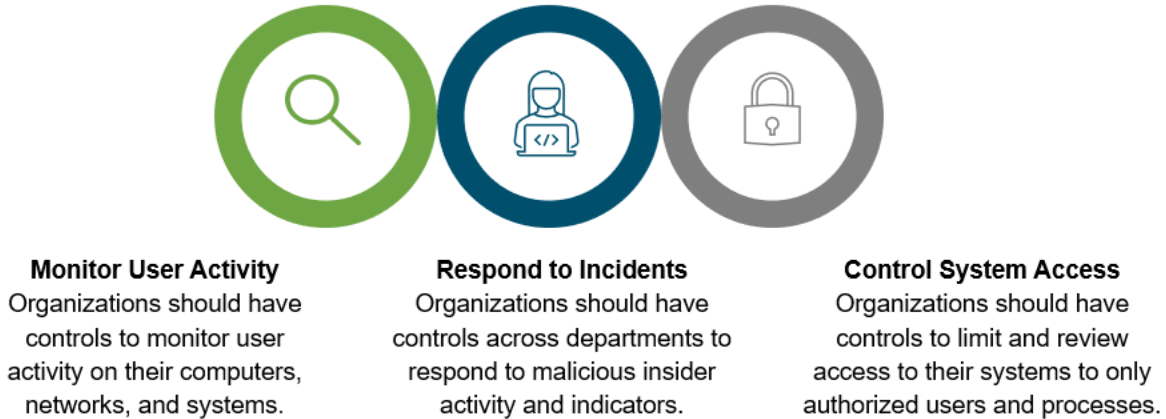 </>
Monitor User Activity
Organizations should have
controls to monitor user
activity on their computers,
networks, and systems.
Respond to Incidents
Organizations should have
controls across departments to
respond to malicious insider
activity and indicators.
Control System Access
Organizations should have
controls to limit and review
access to their systems to only
authorized users and processes.